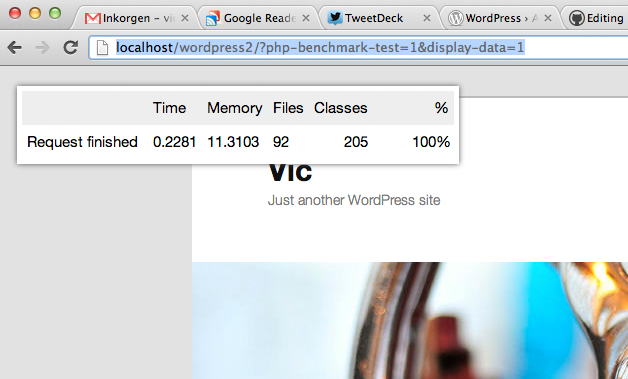 Inkorgen – vi
Google Reade
TweetDeck
WordPress › A
Editing
localhost/wordpress2/?php-benchmark-test=1&display-data=1
Time Memory Files Classes %
Request finished 0.2281 11.3103 92 205 100%
Vic
Just another WordPress site